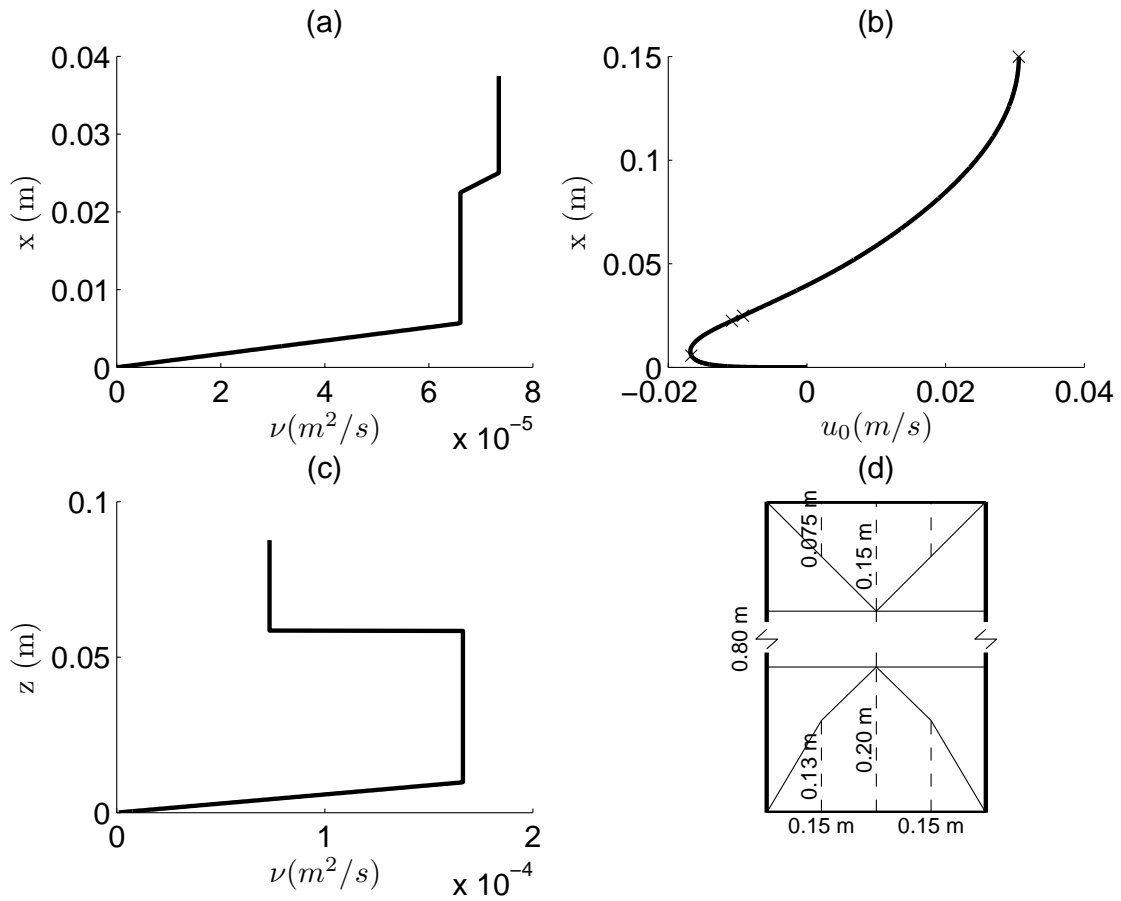 (a)
0.04
0.03
0.02
0.01
0
x (m)
0 2 4 6 8
ν(m²/s)
x 10⁻⁵
(b)
0.15
0.1
0.05
0
x (m)
−0.02 0 0.02 0.04
u₀(m/s)
(c)
0.1
0.05
0
z (m)
0 1 2
ν(m²/s)
x 10⁻⁴
(d)
0.075 m
0.15 m
0.80 m
0.13 m
0.20 m
0.15 m 0.15 m